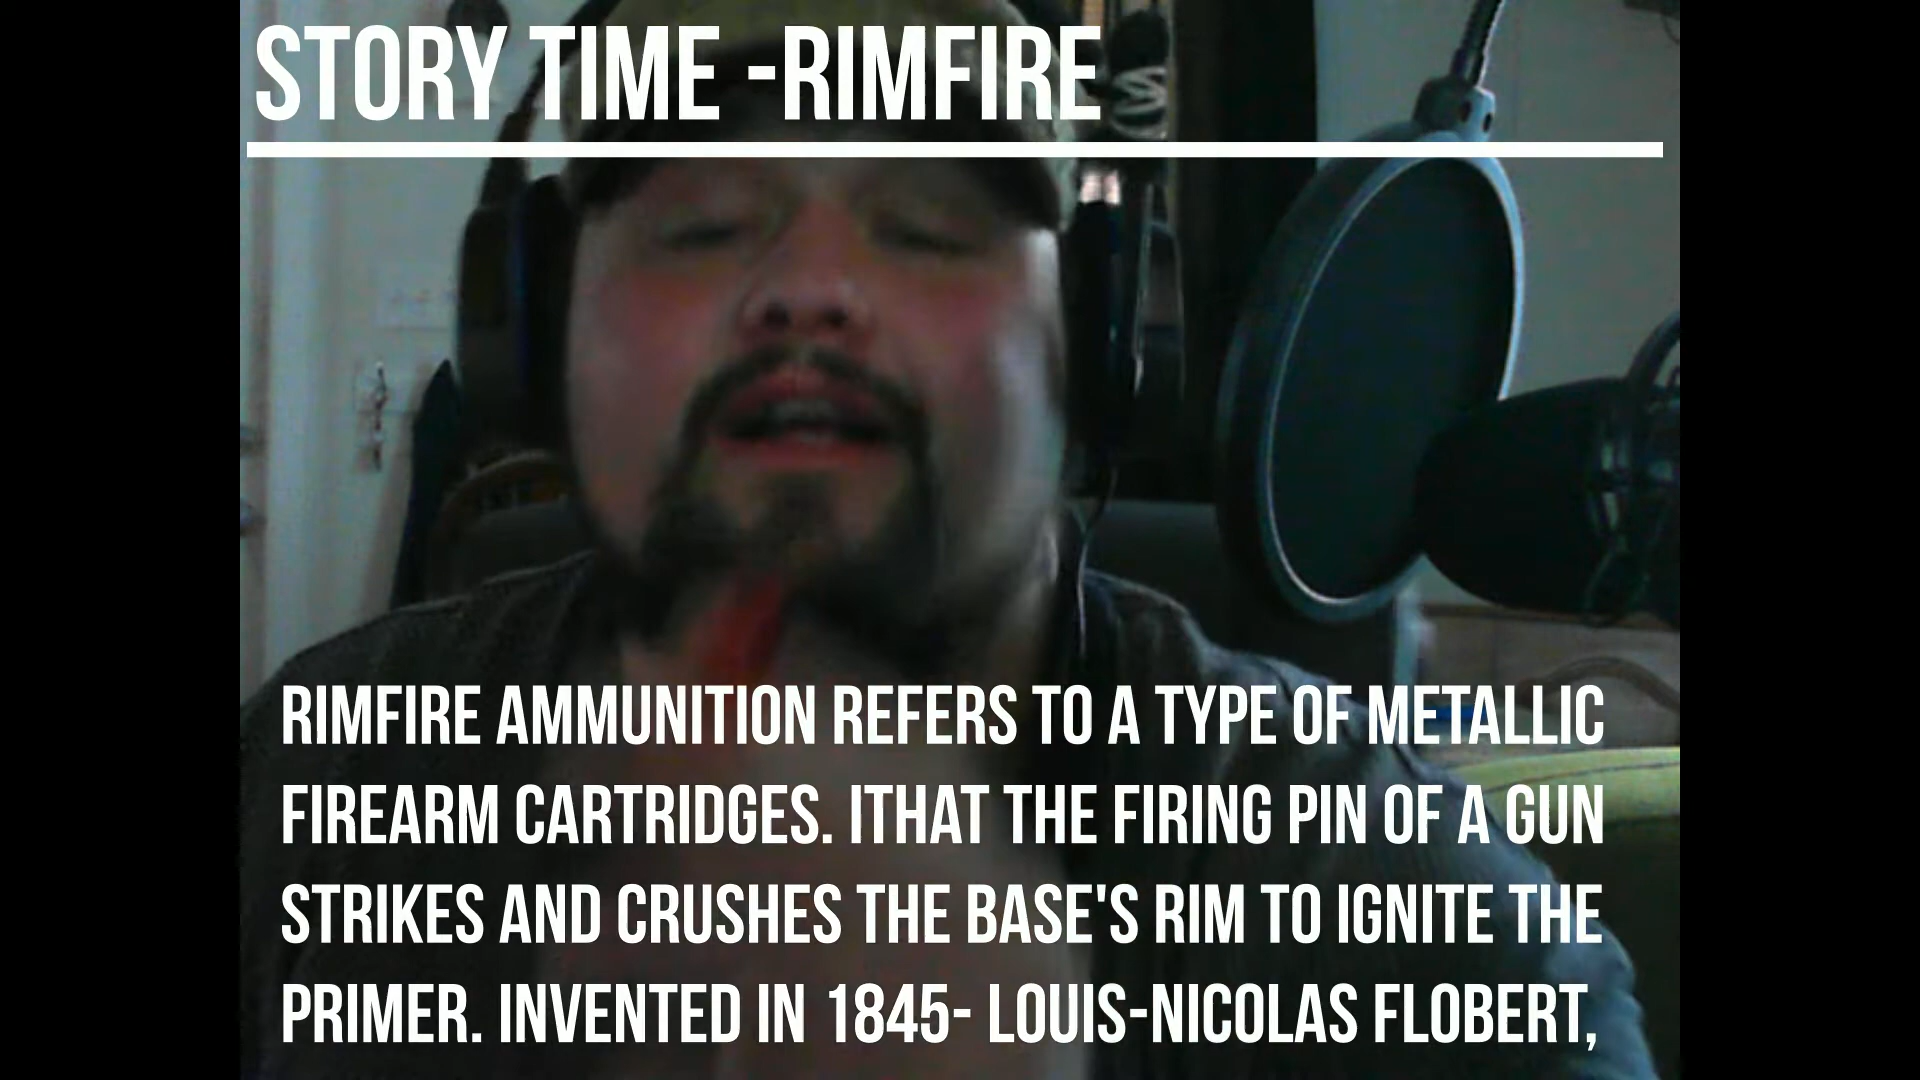 STORY TIME -RIMFIRE
RIMFIRE AMMUNITION REFERS TO A TYPE OF METALLIC
FIREARM CARTRIDGES. ITHAT THE FIRING PIN OF A GUN
STRIKES AND CRUSHES THE BASE'S RIM TO IGNITE THE
PRIMER. INVENTED IN 1845- LOUIS-NICOLAS FLOBERT,